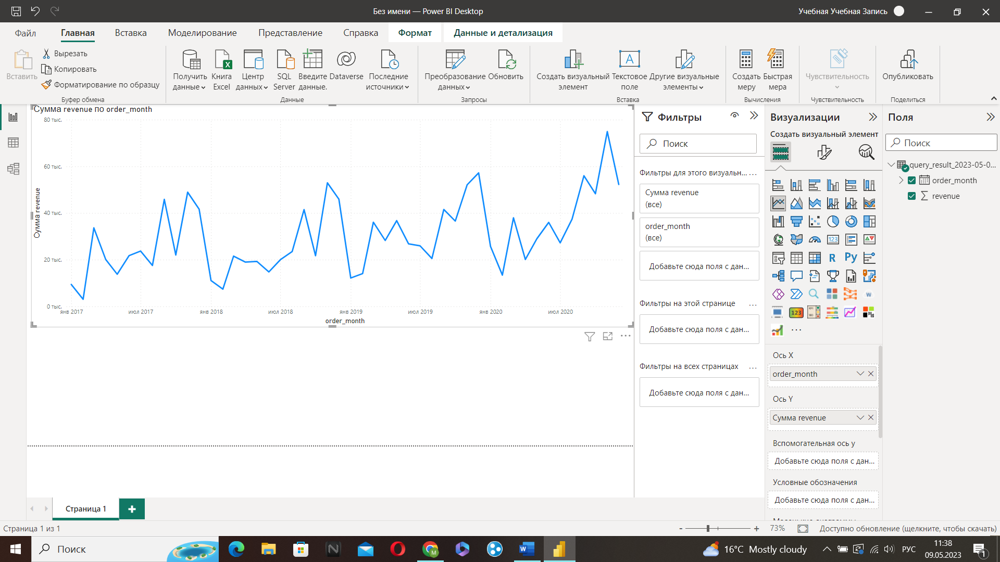 Без имени — Power BI Desktop
Учебная Учебная Запись
Файл
Главная
Вставка
Моделирование
Представление
Справка
Формат
Данные и детализация
Вставить
Вырезать
Копировать
Форматирование по образцу
Буфер обмена
Получить данные
Книга Excel
Центр данных
SQL Server
Введите данные.
Dataverse
Последние источники
Данные
Преобразование данных
Обновить
Запросы
Создать визуальный элемент
Текстовое поле
Другие визуальные элементы
Вставка
Создать меру
Быстрая мера
Вычисления
Чувствительность
Чувствительность
Опубликовать
Поделиться
Сумма revenue по order_month
80 тыс.
60 тыс.
40 тыс.
20 тыс.
0 тыс.
Сумма revenue
янв 2017
июл 2017
янв 2018
июл 2018
янв 2019
июл 2019
янв 2020
июл 2020
order_month
Фильтры
Поиск
Фильтры для этого визуальн...
Сумма revenue
(все)
order_month
(все)
Добавьте сюда поля с дан...
Фильтры на этой странице
Добавьте сюда поля с дан...
Фильтры на всех страницах
Добавьте сюда поля с дан...
Визуализации
Создать визуальный элемент
123
R
Py
123
Ось X
order_month
Ось Y
Сумма revenue
Вспомогательная ось y
Добавьте сюда поля с дан...
Условные обозначения
Добавьте сюда поля с дан...
Поля
Поиск
query_result_2023-05-0...
order_month
revenue
Страница 1
Страница 1 из 1
73%
Доступно обновление (щелкните, чтобы скачать)
Поиск
16°C Mostly cloudy
РУС
11:38
09.05.2023
1